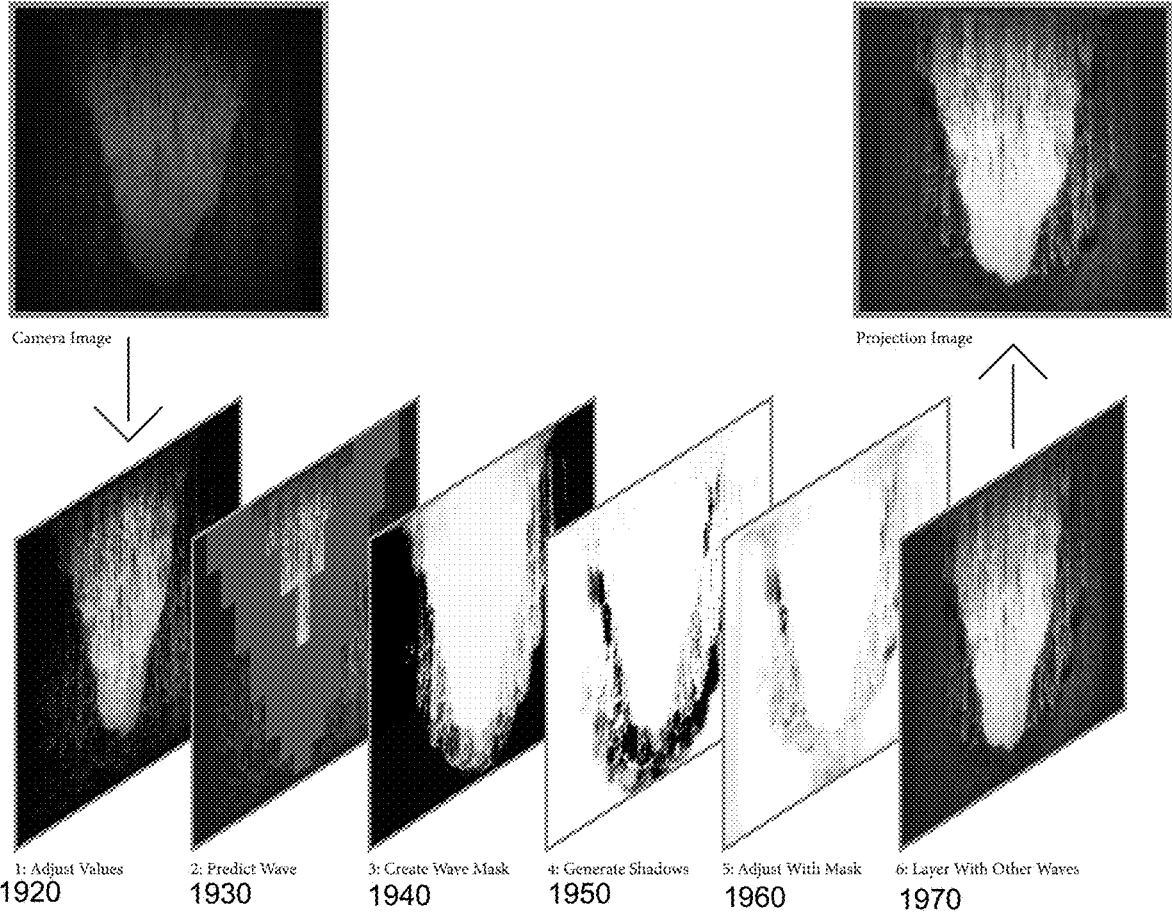 Camera Image
Projection Image
1: Adjust Values
2: Predict Wave
3: Create Wave Mask
4: Generate Shadows
5: Adjust With Mask
6: Layer With Other Waves
1920
1930
1940
1950
1960
1970